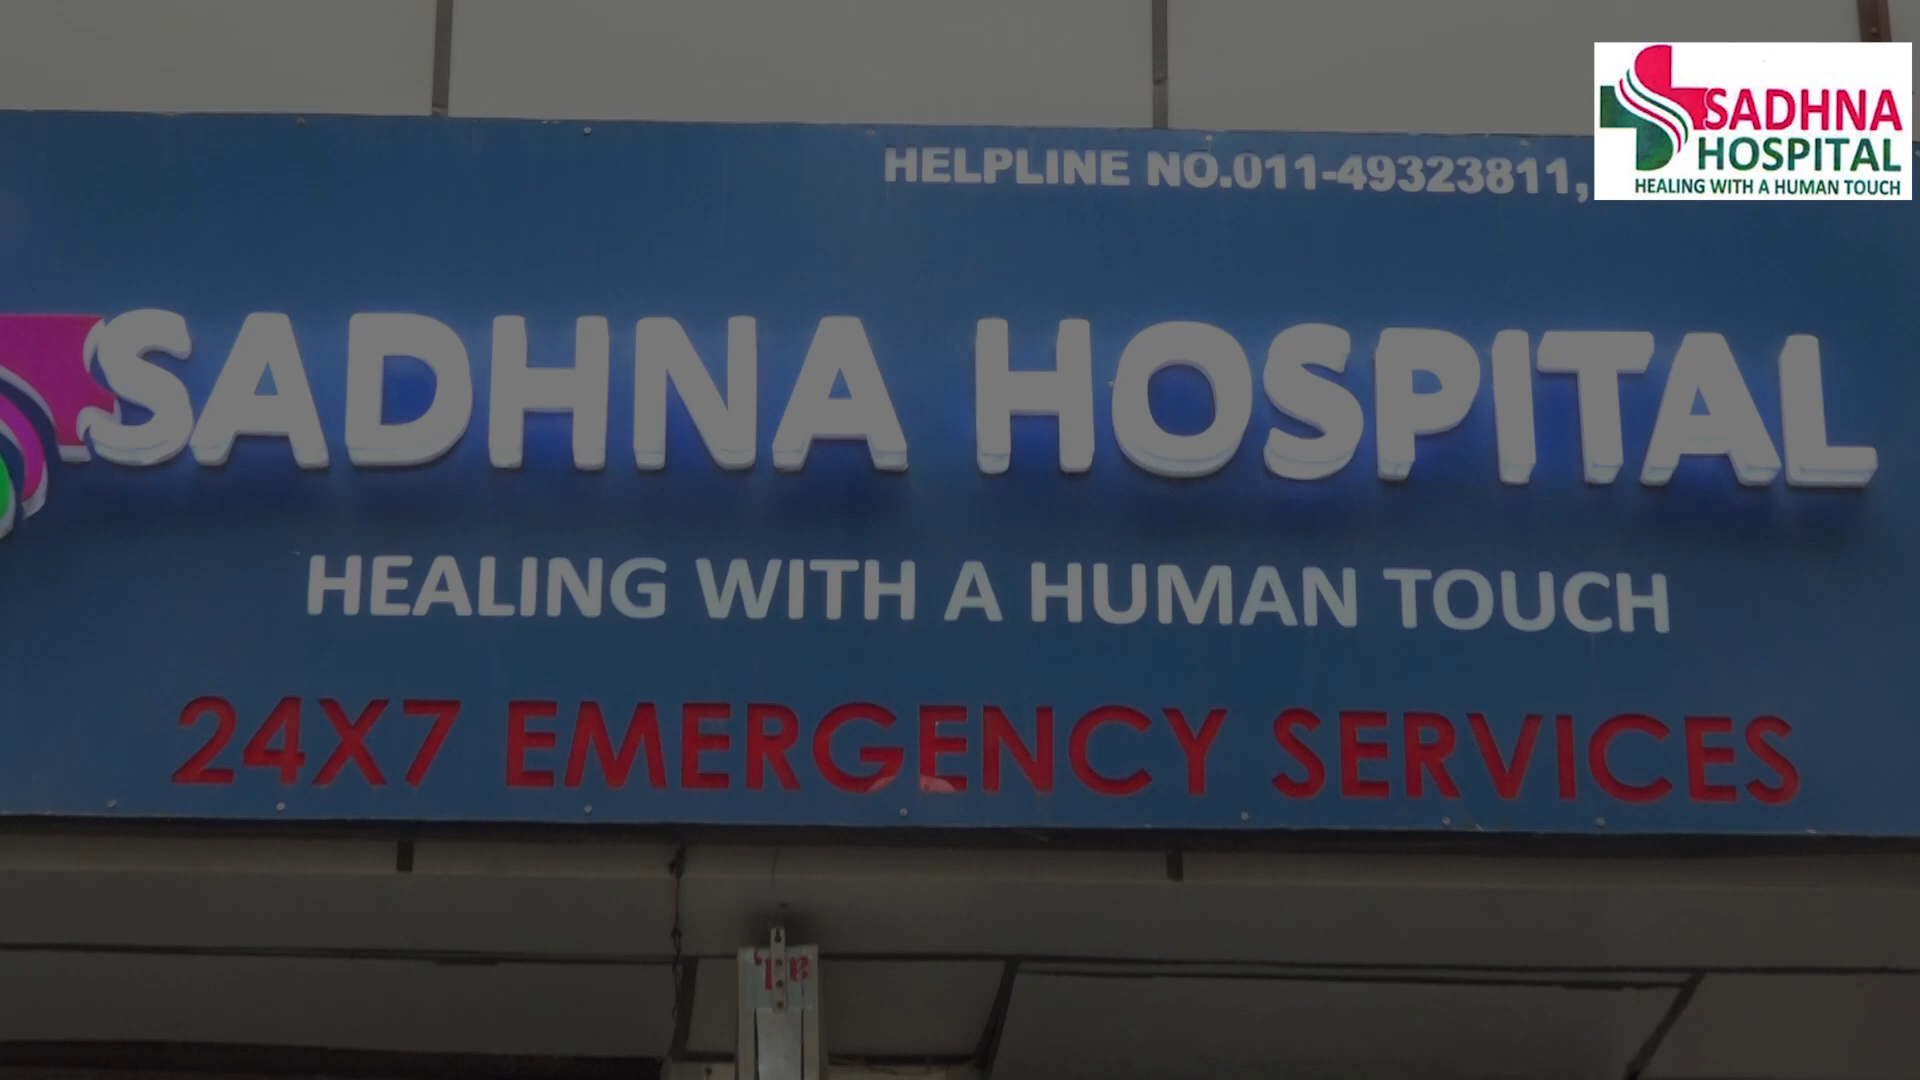 HELPLINE NO.011-49323811,
SADHNA
HOSPITAL
HEALING WITH A HUMAN TOUCH
SADHNA HOSPITAL
HEALING WITH A HUMAN TOUCH
24X7 EMERGENCY SERVICES